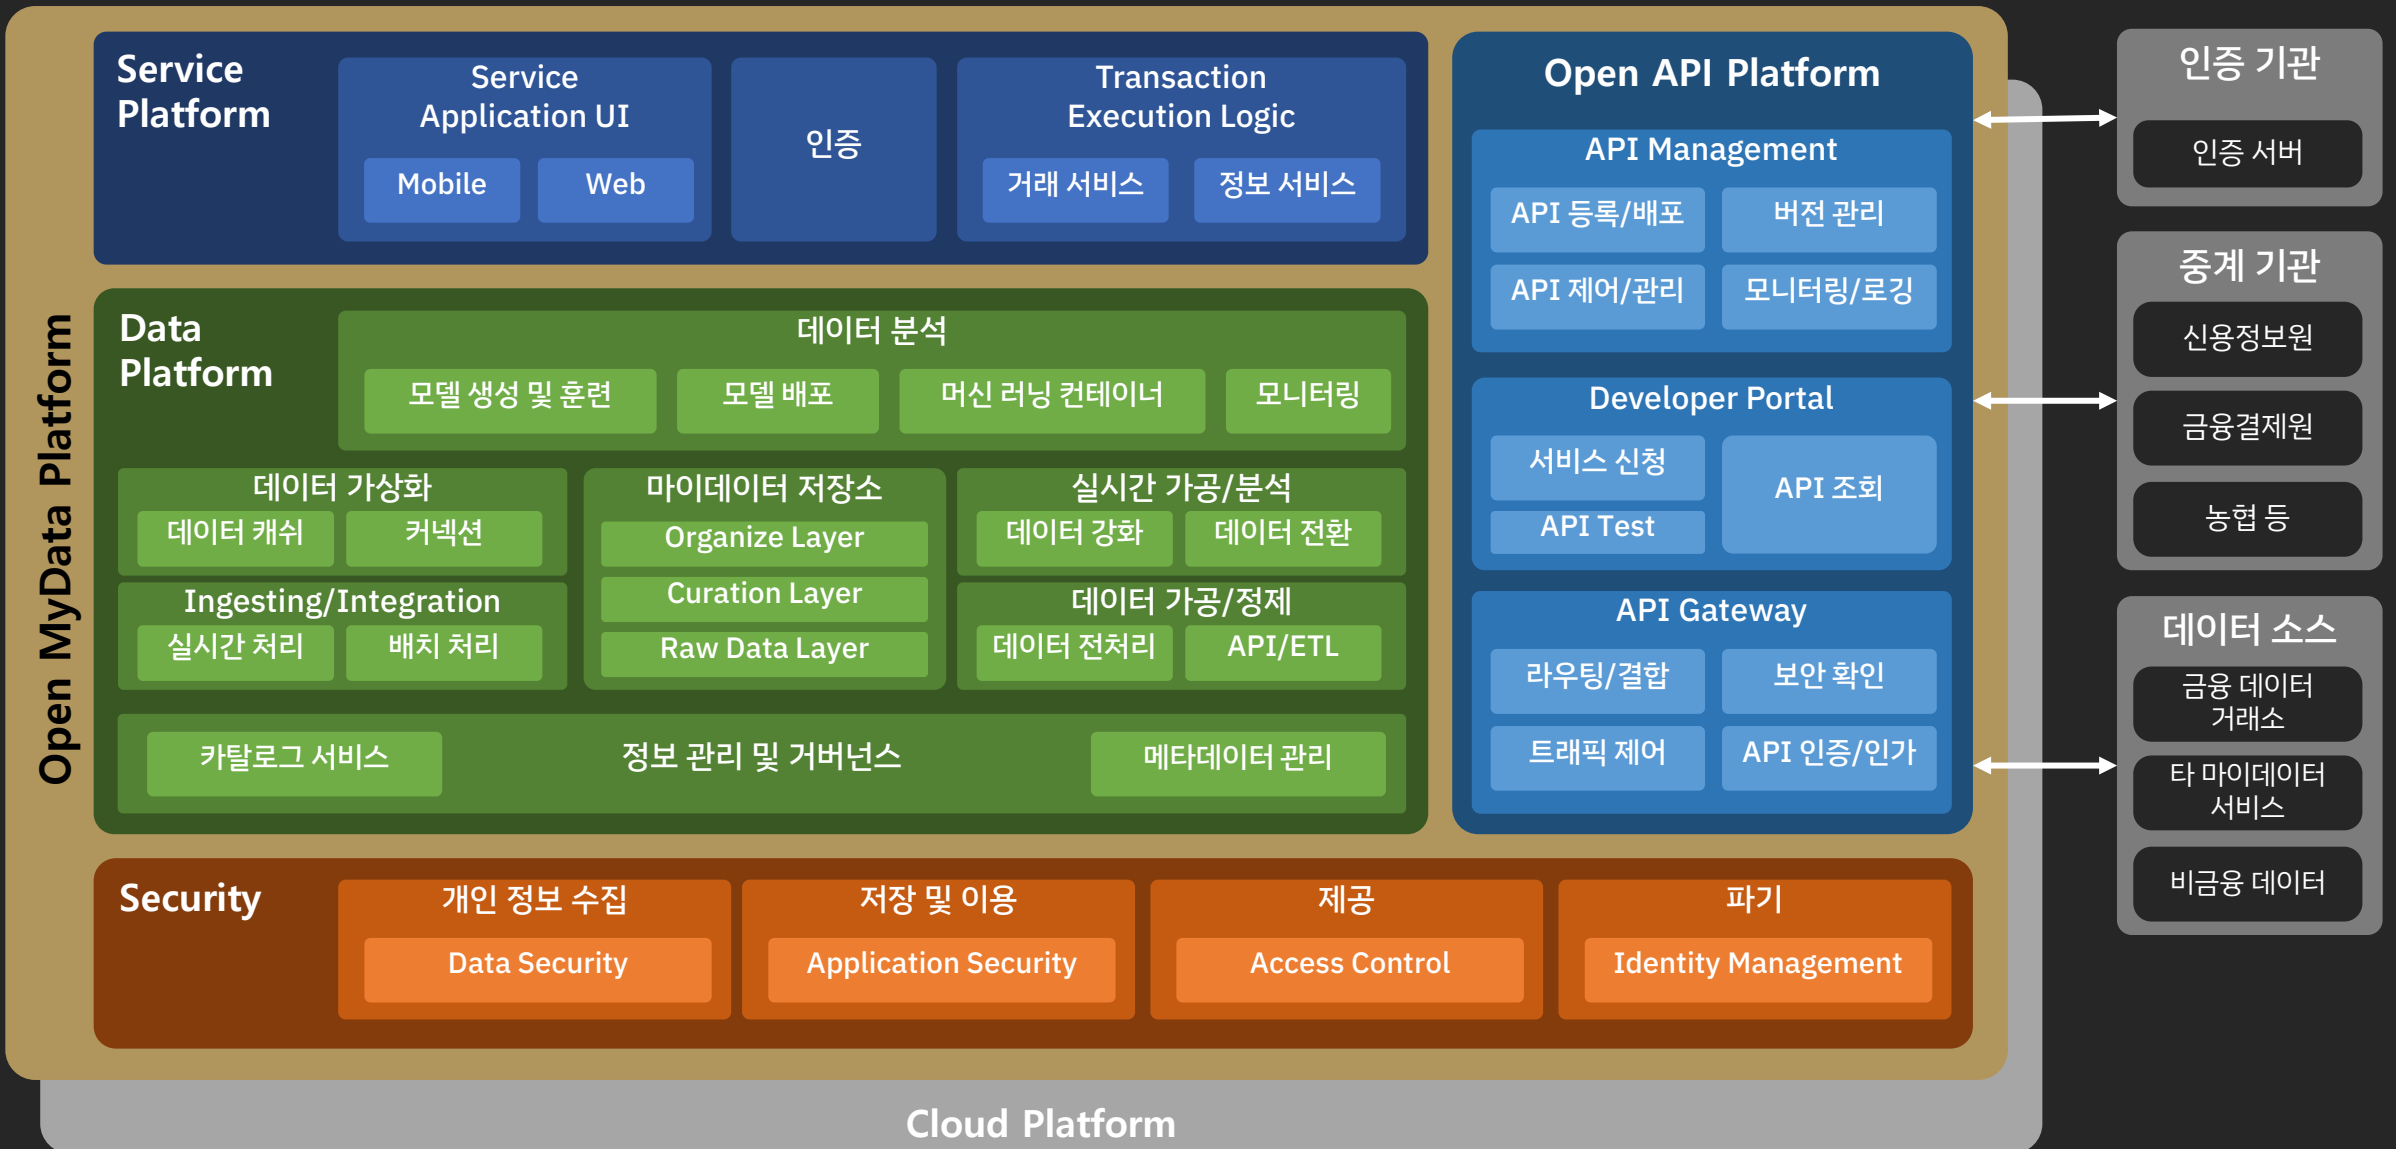 Open MyData Platform
Service
Platform
Service
Application UI
Mobile
Web
인증
Transaction
Execution Logic
거래 서비스
정보 서비스
Data
Platform
데이터 분석
모델 생성 및 훈련
모델 배포
머신 러닝 컨테이너
모니터링
데이터 가상화
데이터 캐쉬
커넥션
Ingesting/Integration
실시간 처리
배치 처리
마이데이터 저장소
Organize Layer
Curation Layer
Raw Data Layer
실시간 가공/분석
데이터 강화
데이터 전환
데이터 가공/정제
데이터 전처리
API/ETL
카탈로그 서비스
정보 관리 및 거버넌스
메타데이터 관리
Open API Platform
API Management
API 등록/배포
버전 관리
API 제어/관리
모니터링/로깅
Developer Portal
서비스 신청
API Test
API 조회
API Gateway
라우팅/결합
보안 확인
트래픽 제어
API 인증/인가
Security
개인 정보 수집
Data Security
저장 및 이용
Application Security
제공
Access Control
파기
Identity Management
Cloud Platform
인증 기관
인증 서버
중계 기관
신용정보원
금융결제원
농협 등
데이터 소스
금융 데이터
거래소
타 마이데이터
서비스
비금융 데이터